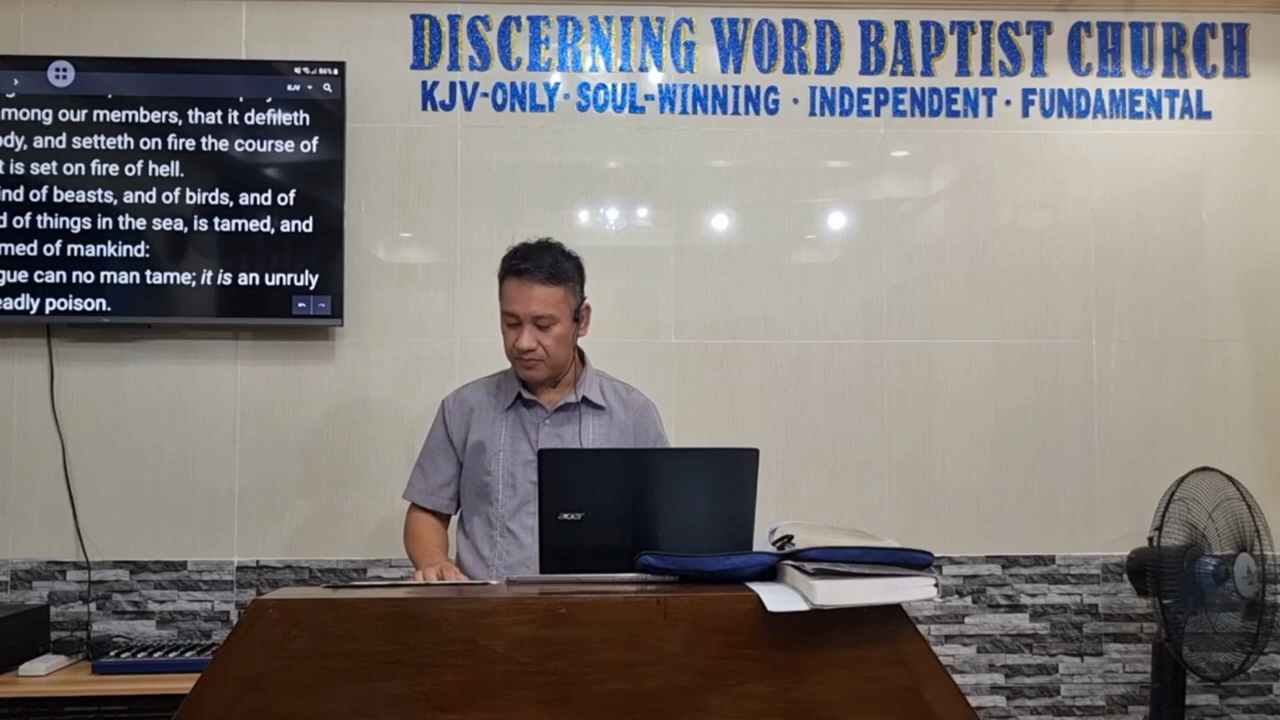 DISCERNING WORD BAPTIST CHURCH
KJV-ONLY · SOUL-WINNING · INDEPENDENT · FUNDAMENTAL
86%
KJV
mong our members, that it defileth
ody, and setteth on fire the course of
t is set on fire of hell.
ind of beasts, and of birds, and of
d of things in the sea, is tamed, and
med of mankind:
gue can no man tame; it is an unruly
eadly poison.
acer